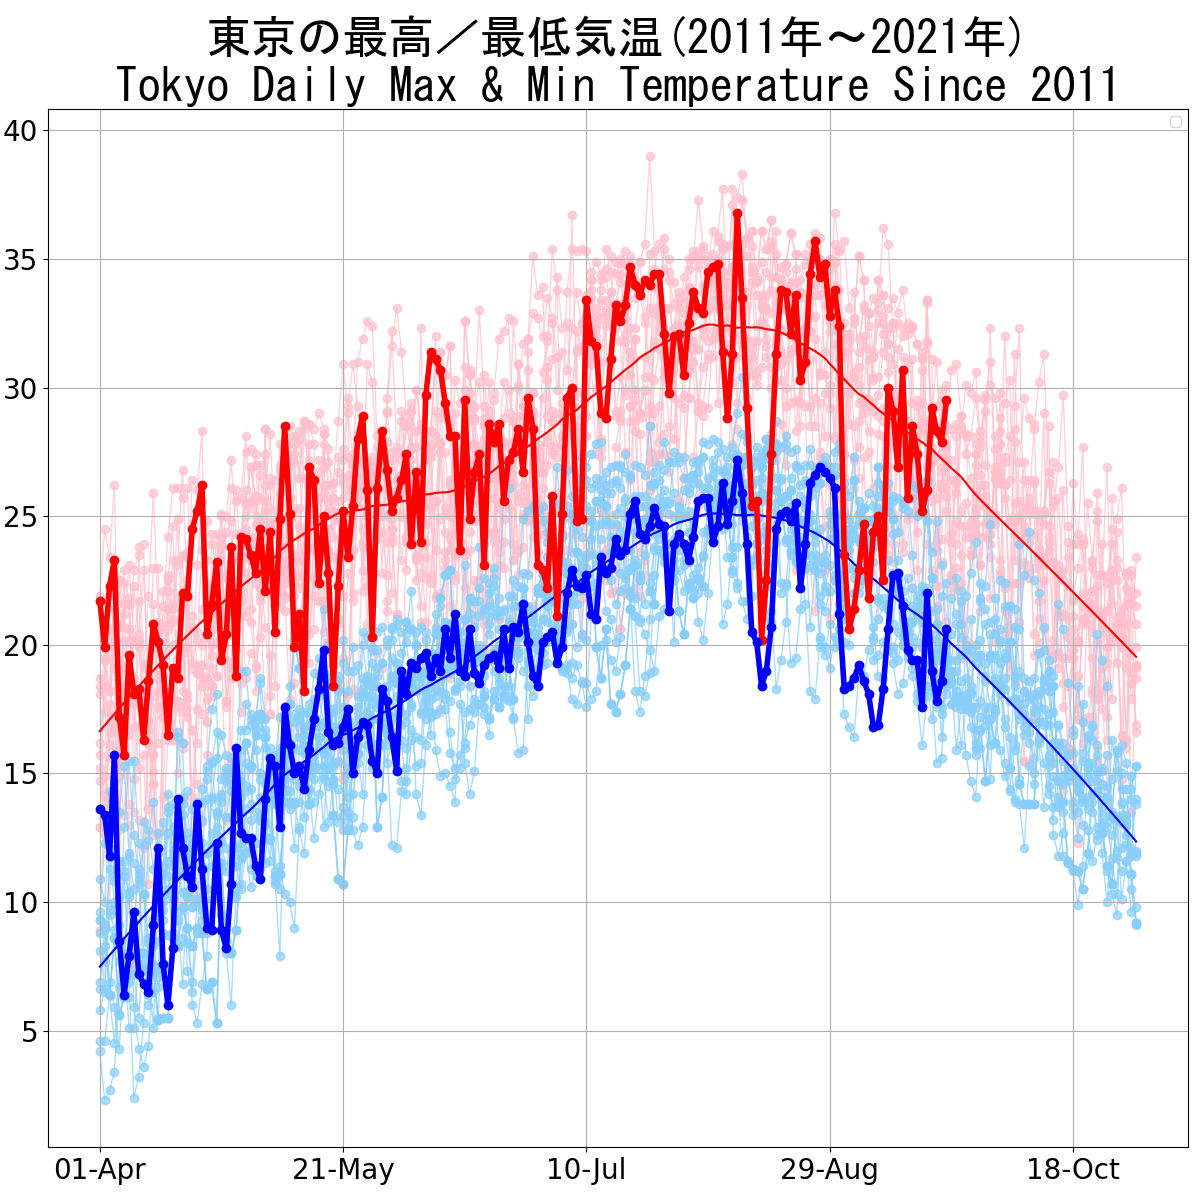 東京の最高／最低気温(2011年～2021年)
Tokyo Daily Max & Min Temperature Since 2011
40
35
30
25
20
15
10
5
01-Apr 21-May 10-Jul 29-Aug 18-Oct